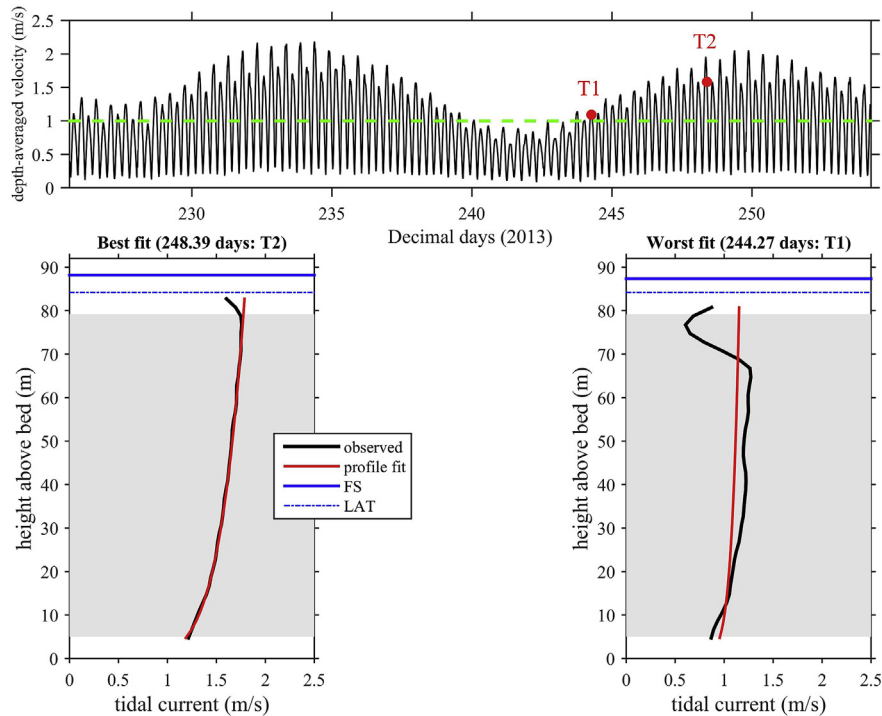 depth-averaged velocity (m/s)
2.5
2
1.5
1
0.5
0
T1
T2
230
235
240
245
250
Decimal days (2013)
Best fit (248.39 days: T2)
height above bed (m)
90
80
70
60
50
40
30
20
10
0
0 0.5 1 1.5 2 2.5
tidal current (m/s)
observed
profile fit
FS
LAT
Worst fit (244.27 days: T1)
height above bed (m)
90
80
70
60
50
40
30
20
10
0
0 0.5 1 1.5 2 2.5
tidal current (m/s)